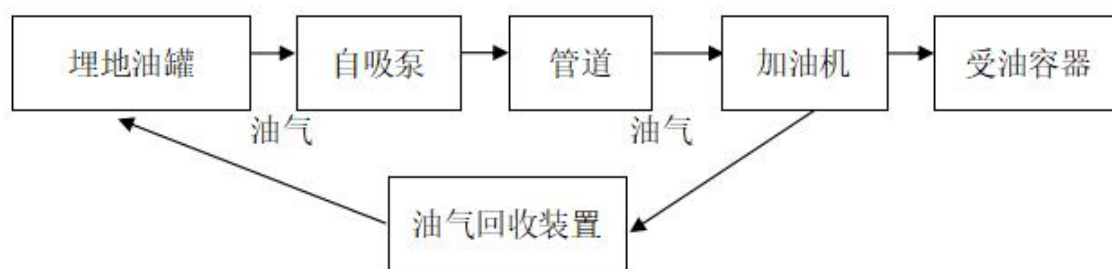 埋地油罐
自吸泵
管道
加油机
受油容器
油气
油气
油气回收装置